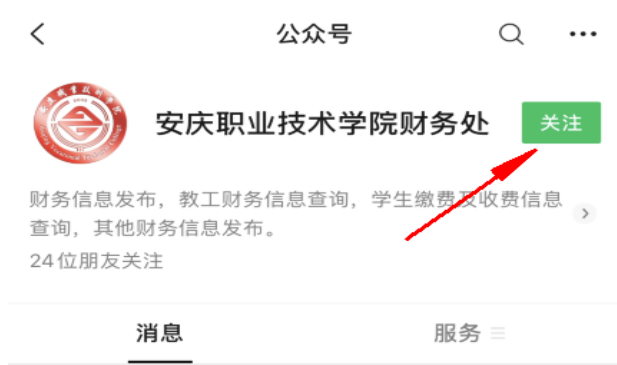 公众号
安庆职业技术学院财务处
关注
财务信息发布，教工财务信息查询，学生缴费及收费信息
查询，其他财务信息发布。
24位朋友关注
消息 服务